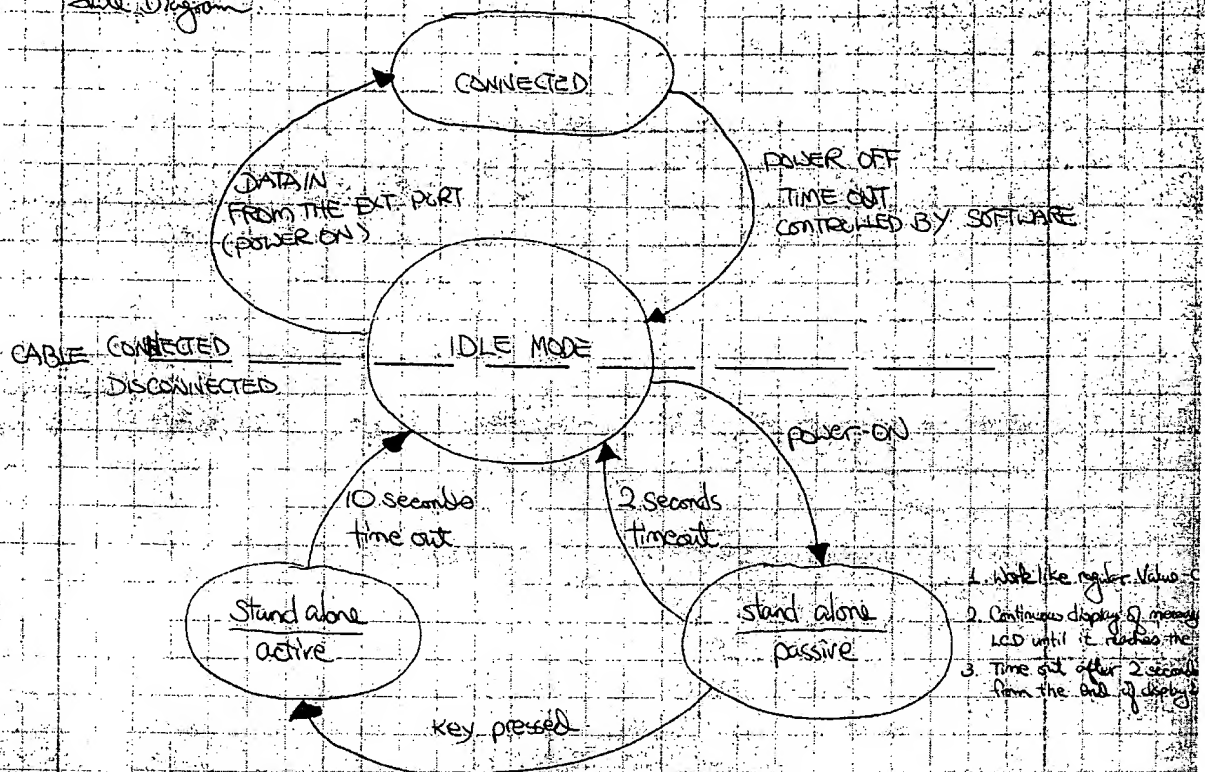 State Diagram.
CONNECTED
DATA IN
FROM THE EXT PORT
(POWER ON)
POWER OFF
TIME OUT
CONTROLLED BY SOFTWARE
CABLE CONNECTED
DISCONNECTED
IDLE MODE
power-ON
10 seconds
time out
2 seconds
timeout
Stand alone
active
stand alone
passive
1. Work like regular Value-C
2. Continuous display of
LCD until it reaches the
3. Time out after 2 second
from the end of display
key pressed